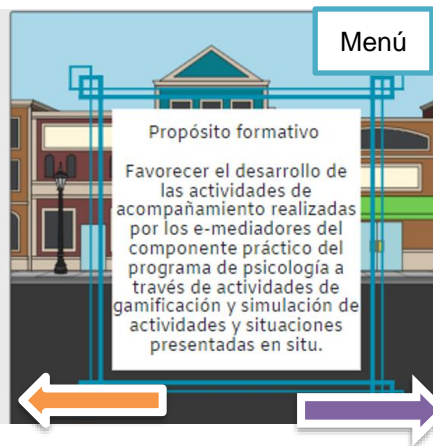 Menú
Propósito formativo
Favorecer el desarrollo de
las actividades de
acompañamiento realizadas
por los e-mediadores del
componente práctico del
programa de psicología a
través de actividades de
gamificación y simulación de
actividades y situaciones
presentadas en situ.